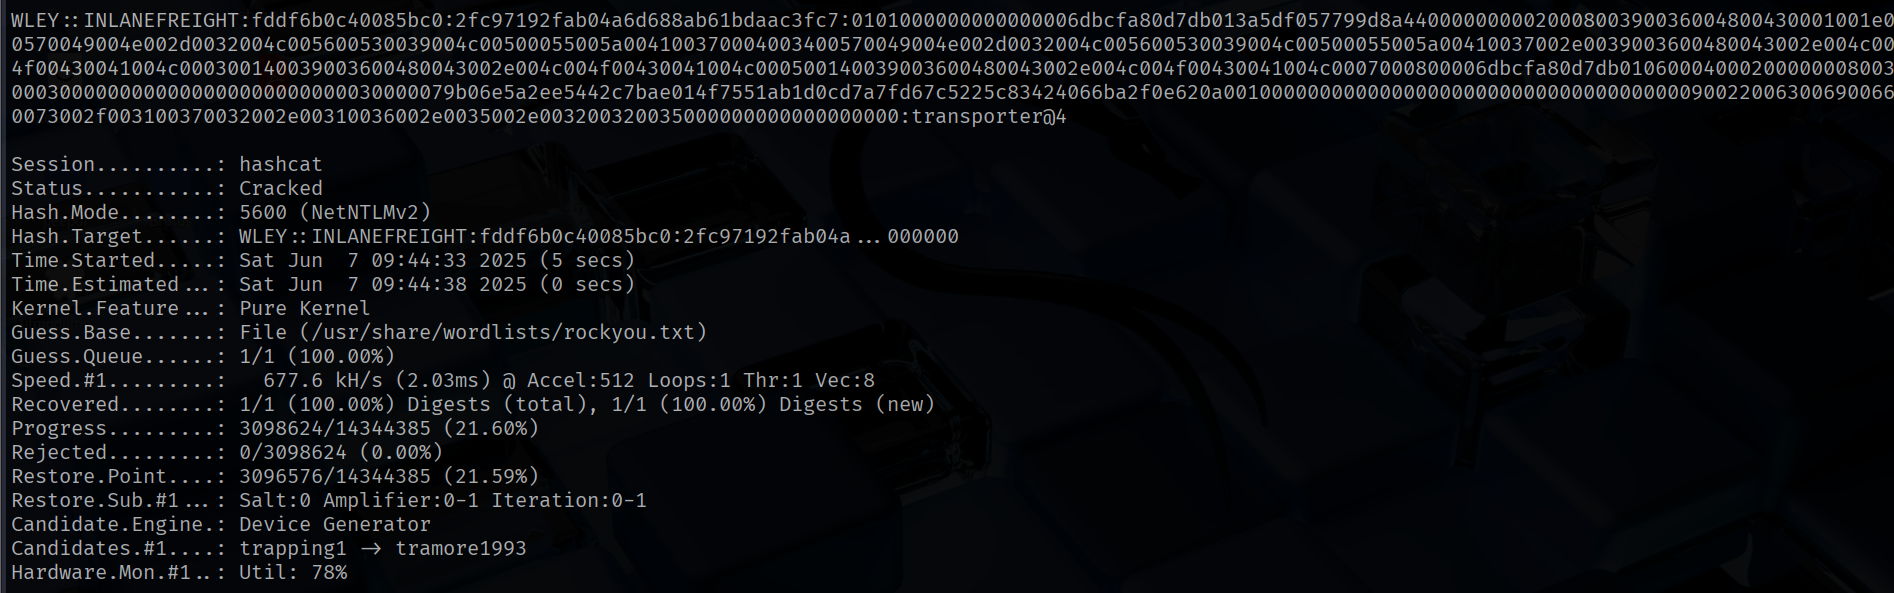 WLEY::INLANEFREIGHT:fddf6b0c40085bc0:2fc97192fab04a6d688ab61bdaac3fc7:01010000000000006dbcfa80d7db013a5df057799d8a440000000002000800390036004800430001001e0
0570049004e002d0032004c005600530039004c00500055005a004100370004003400570049004e002d0032004c005600530039004c00500055005a00410037002e0039003600480043002e004c00
4f00430041004c00030014003900360048004​3002e004c004f00430041004c000500140039003600480043002e004c004f00430041004c0007000800006dbcfa80d7db010600040002000000080030
00030000000000000000000000000030000079b06e5a2ee5442c7bae014f7551ab1d0cd7a7fd67c5225c83424066ba2f0e620a00100000000000000000000000000000000000090022006300690066
0073002f003100370032002e00310036002e0035002e003200320035000000000000000000:transporter@4
Session..........: hashcat
Status...........: Cracked
Hash.Mode........: 5600 (NetNTLMv2)
Hash.Target......: WLEY::INLANEFREIGHT:fddf6b0c40085bc0:2fc97192fab04a...000000
Time.Started.....: Sat Jun  7 09:44:33 2025 (5 secs)
Time.Estimated...: Sat Jun  7 09:44:38 2025 (0 secs)
Kernel.Feature...: Pure Kernel
Guess.Base.......: File (/usr/share/wordlists/rockyou.txt)
Guess.Queue......: 1/1 (100.00%)
Speed.#1.........:   677.6 kH/s (2.03ms) @ Accel:512 Loops:1 Thr:1 Vec:8
Recovered........: 1/1 (100.00%) Digests (total), 1/1 (100.00%) Digests (new)
Progress.........: 3098624/14344385 (21.60%)
Rejected.........: 0/3098624 (0.00%)
Restore.Point....: 3096576/14344385 (21.59%)
Restore.Sub.#1...: Salt:0 Amplifier:0-1 Iteration:0-1
Candidate.Engine.: Device Generator
Candidates.#1....: trapping1 -> tramore1993
Hardware.Mon.#1..: Util: 78%